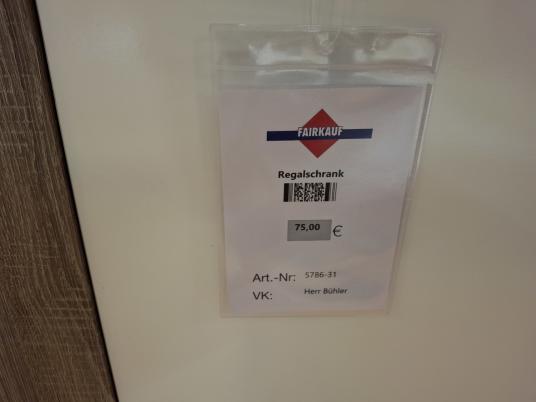 FAIRKAUF
Regalschrank
75,00 €
Art.-Nr: 5786-31
VK: Herr Bühler